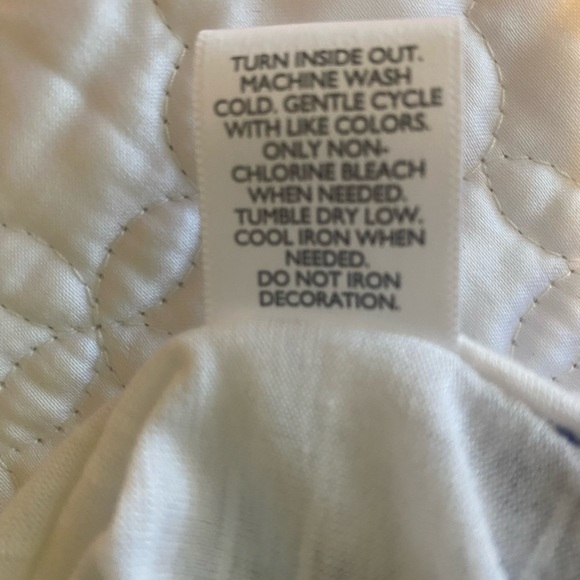 TURN INSIDE OUT.
MACHINE WASH
COLD. GENTLE CYCLE
WITH LIKE COLORS.
ONLY NON-
CHLORINE BLEACH
WHEN NEEDED.
TUMBLE DRY LOW.
COOL IRON WHEN
NEEDED.
DO NOT IRON
DECORATION.